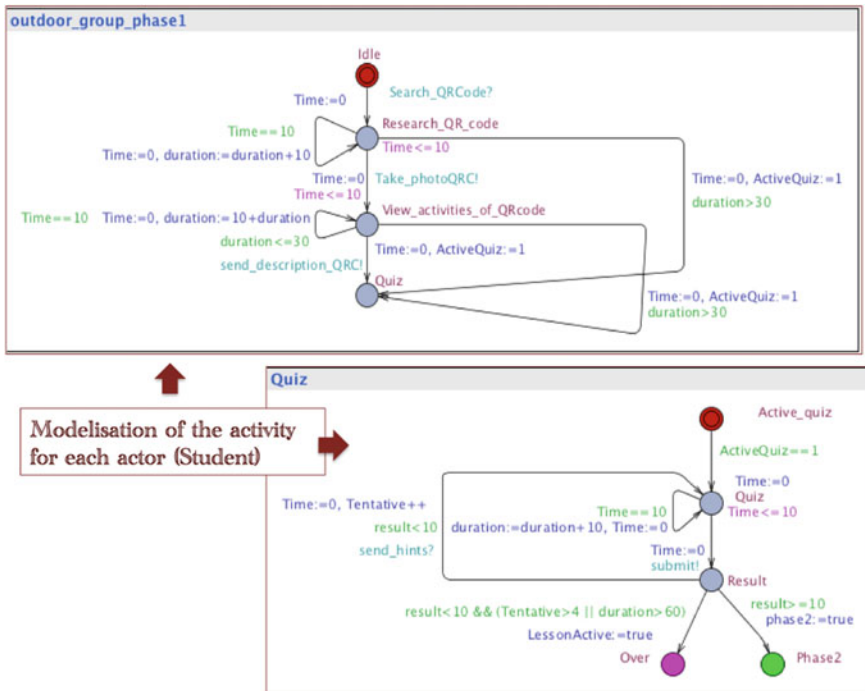 outdoor_group_phase1
Idle
Search_QRCode?
Time:=0
Research_QR_code
Time==10
Time<=10
Time:=0, duration:=duration+10
Time:=0
Take_photoQRC!
Time<=10
Time:=0, ActiveQuiz:=1
duration>30
View_activities_of_QRcode
Time==10
Time:=0, duration:=10+duration
duration<=30
Time:=0, ActiveQuiz:=1
send_description_QRC!
Quiz
Time:=0, ActiveQuiz:=1
duration>30
Modelisation of the activity
for each actor (Student)
Quiz
Active_quiz
ActiveQuiz==1
Time:=0
Quiz
Time<=10
Time==10
duration:=duration+10, Time:=0
Time:=0, Tentative++
result<10
send_hints?
Time:=0
submit!
Result
result<10 && (Tentative>4 || duration>60)
LessonActive:=true
result>=10
phase2:=true
Over
Phase2